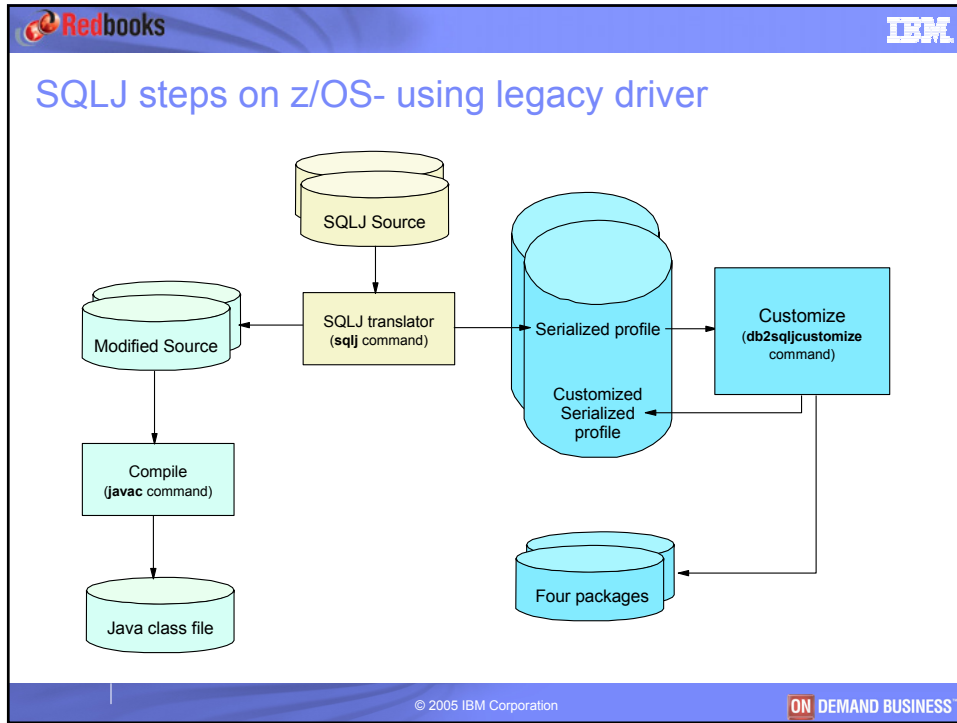 Redbooks
IBM
SQLJ steps on z/OS- using legacy driver
SQLJ Source
SQLJ translator
(sqlj command)
Modified Source
Serialized profile
Customize
(db2sqljcustomize
command)
Customized
Serialized
profile
Compile
(javac command)
Four packages
Java class file
© 2005 IBM Corporation
ON DEMAND BUSINESS™